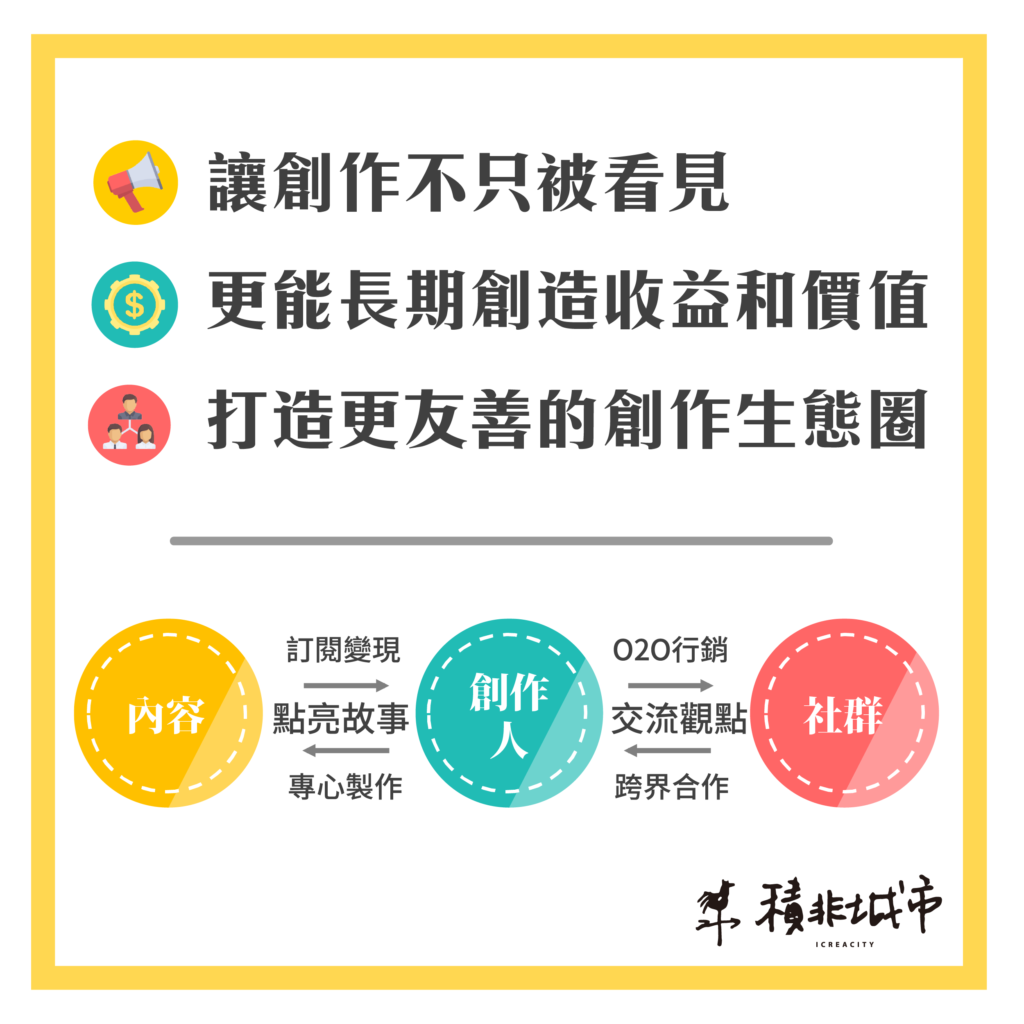 讓創作不只被看見
更能長期創造收益和價值
打造更友善的創作生態圈
內容
訂閱變現
點亮故事
專心製作
創作
人
O2O行銷
交流觀點
跨界合作
社群
積非城市
ICREACITY